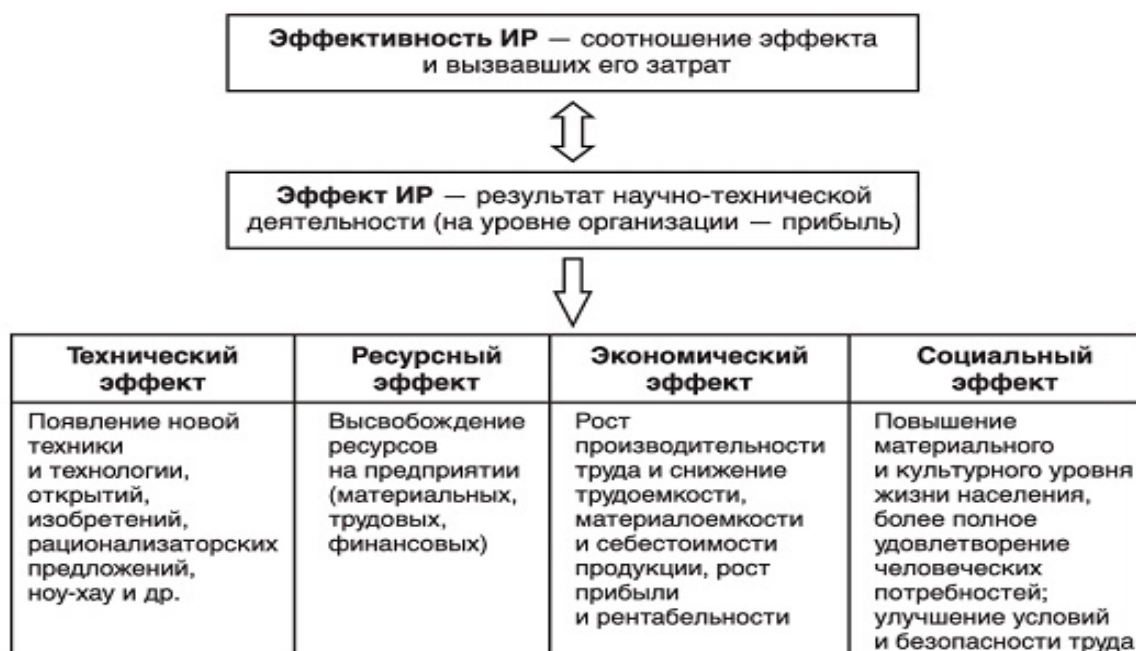 Эффективность ИР — соотношение эффекта
и вызвавших его затрат
Эффект ИР — результат научно-технической
деятельности (на уровне организации — прибыль)
Технический
эффект
Ресурсный
эффект
Экономический
эффект
Социальный
эффект
Появление новой
техники
и технологии,
открытий,
изобретений,
рационализаторских
предложений,
ноу-хау и др.
Высвобождение
ресурсов
на предприятии
(материальных,
трудовых,
финансовых)
Рост
производительности
труда и снижение
трудоемкости,
материалоемкости
и себестоимости
продукции, рост
прибыли
и рентабельности
Повышение
материального
и культурного уровня
жизни населения,
более полное
удовлетворение
человеческих
потребностей;
улучшение условий
и безопасности труда